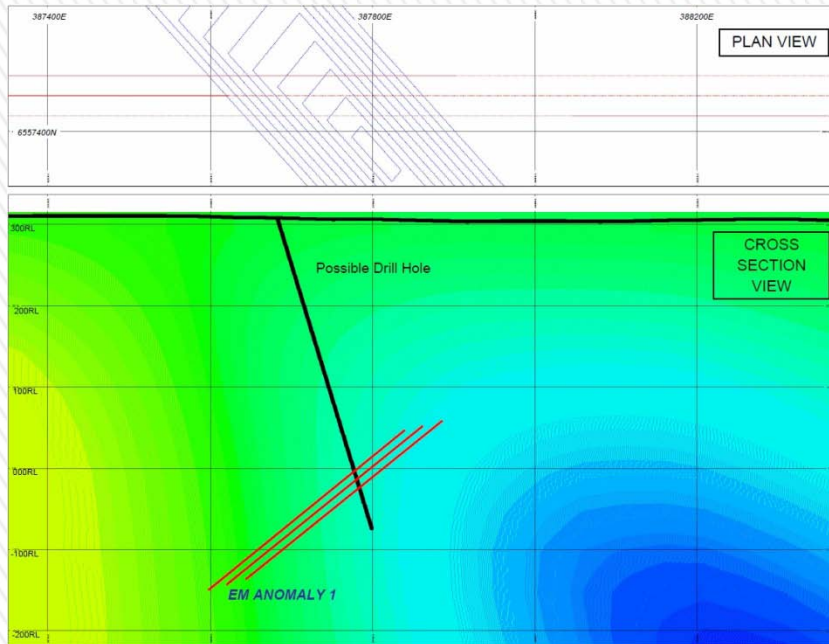 387400E
387800E
388200E
PLAN VIEW
6557400N
300RL
CROSS
SECTION
VIEW
Possible Drill Hole
200RL
100RL
000RL
-100RL
EM ANOMALY 1
-200RL